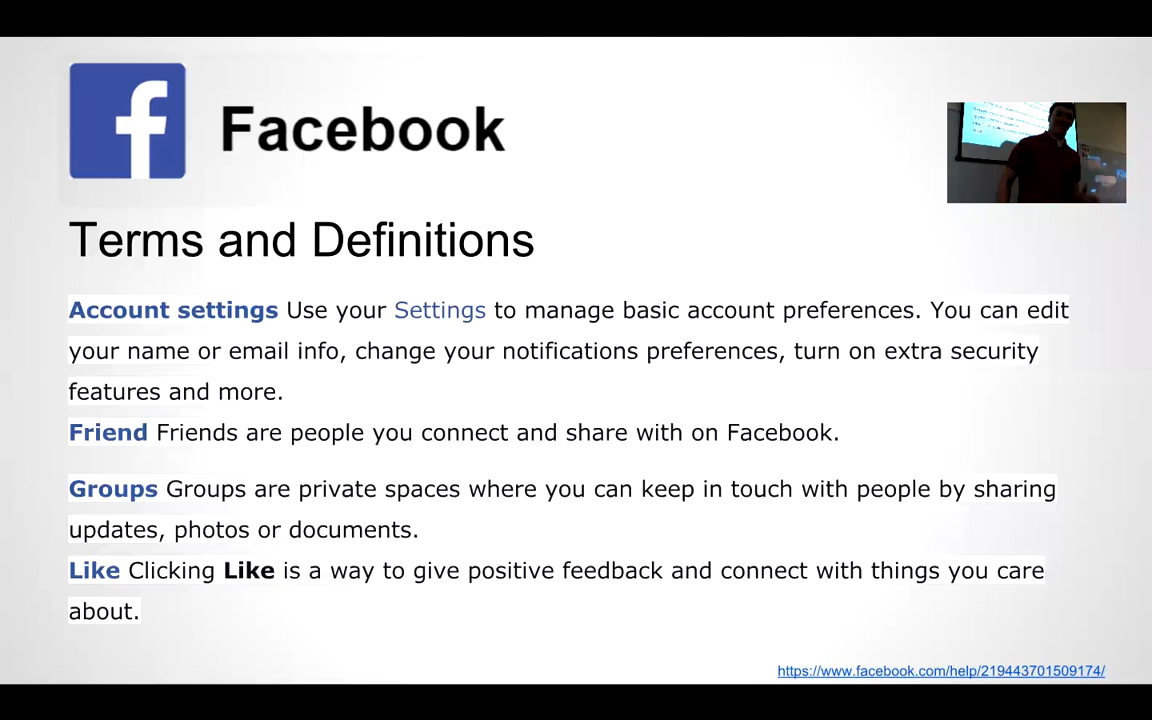 Facebook
Terms and Definitions
Account settings Use your Settings to manage basic account preferences. You can edit
your name or email info, change your notifications preferences, turn on extra security
features and more.
Friend Friends are people you connect and share with on Facebook.
Groups Groups are private spaces where you can keep in touch with people by sharing
updates, photos or documents.
Like Clicking Like is a way to give positive feedback and connect with things you care
about.
https://www.facebook.com/help/219443701509174/